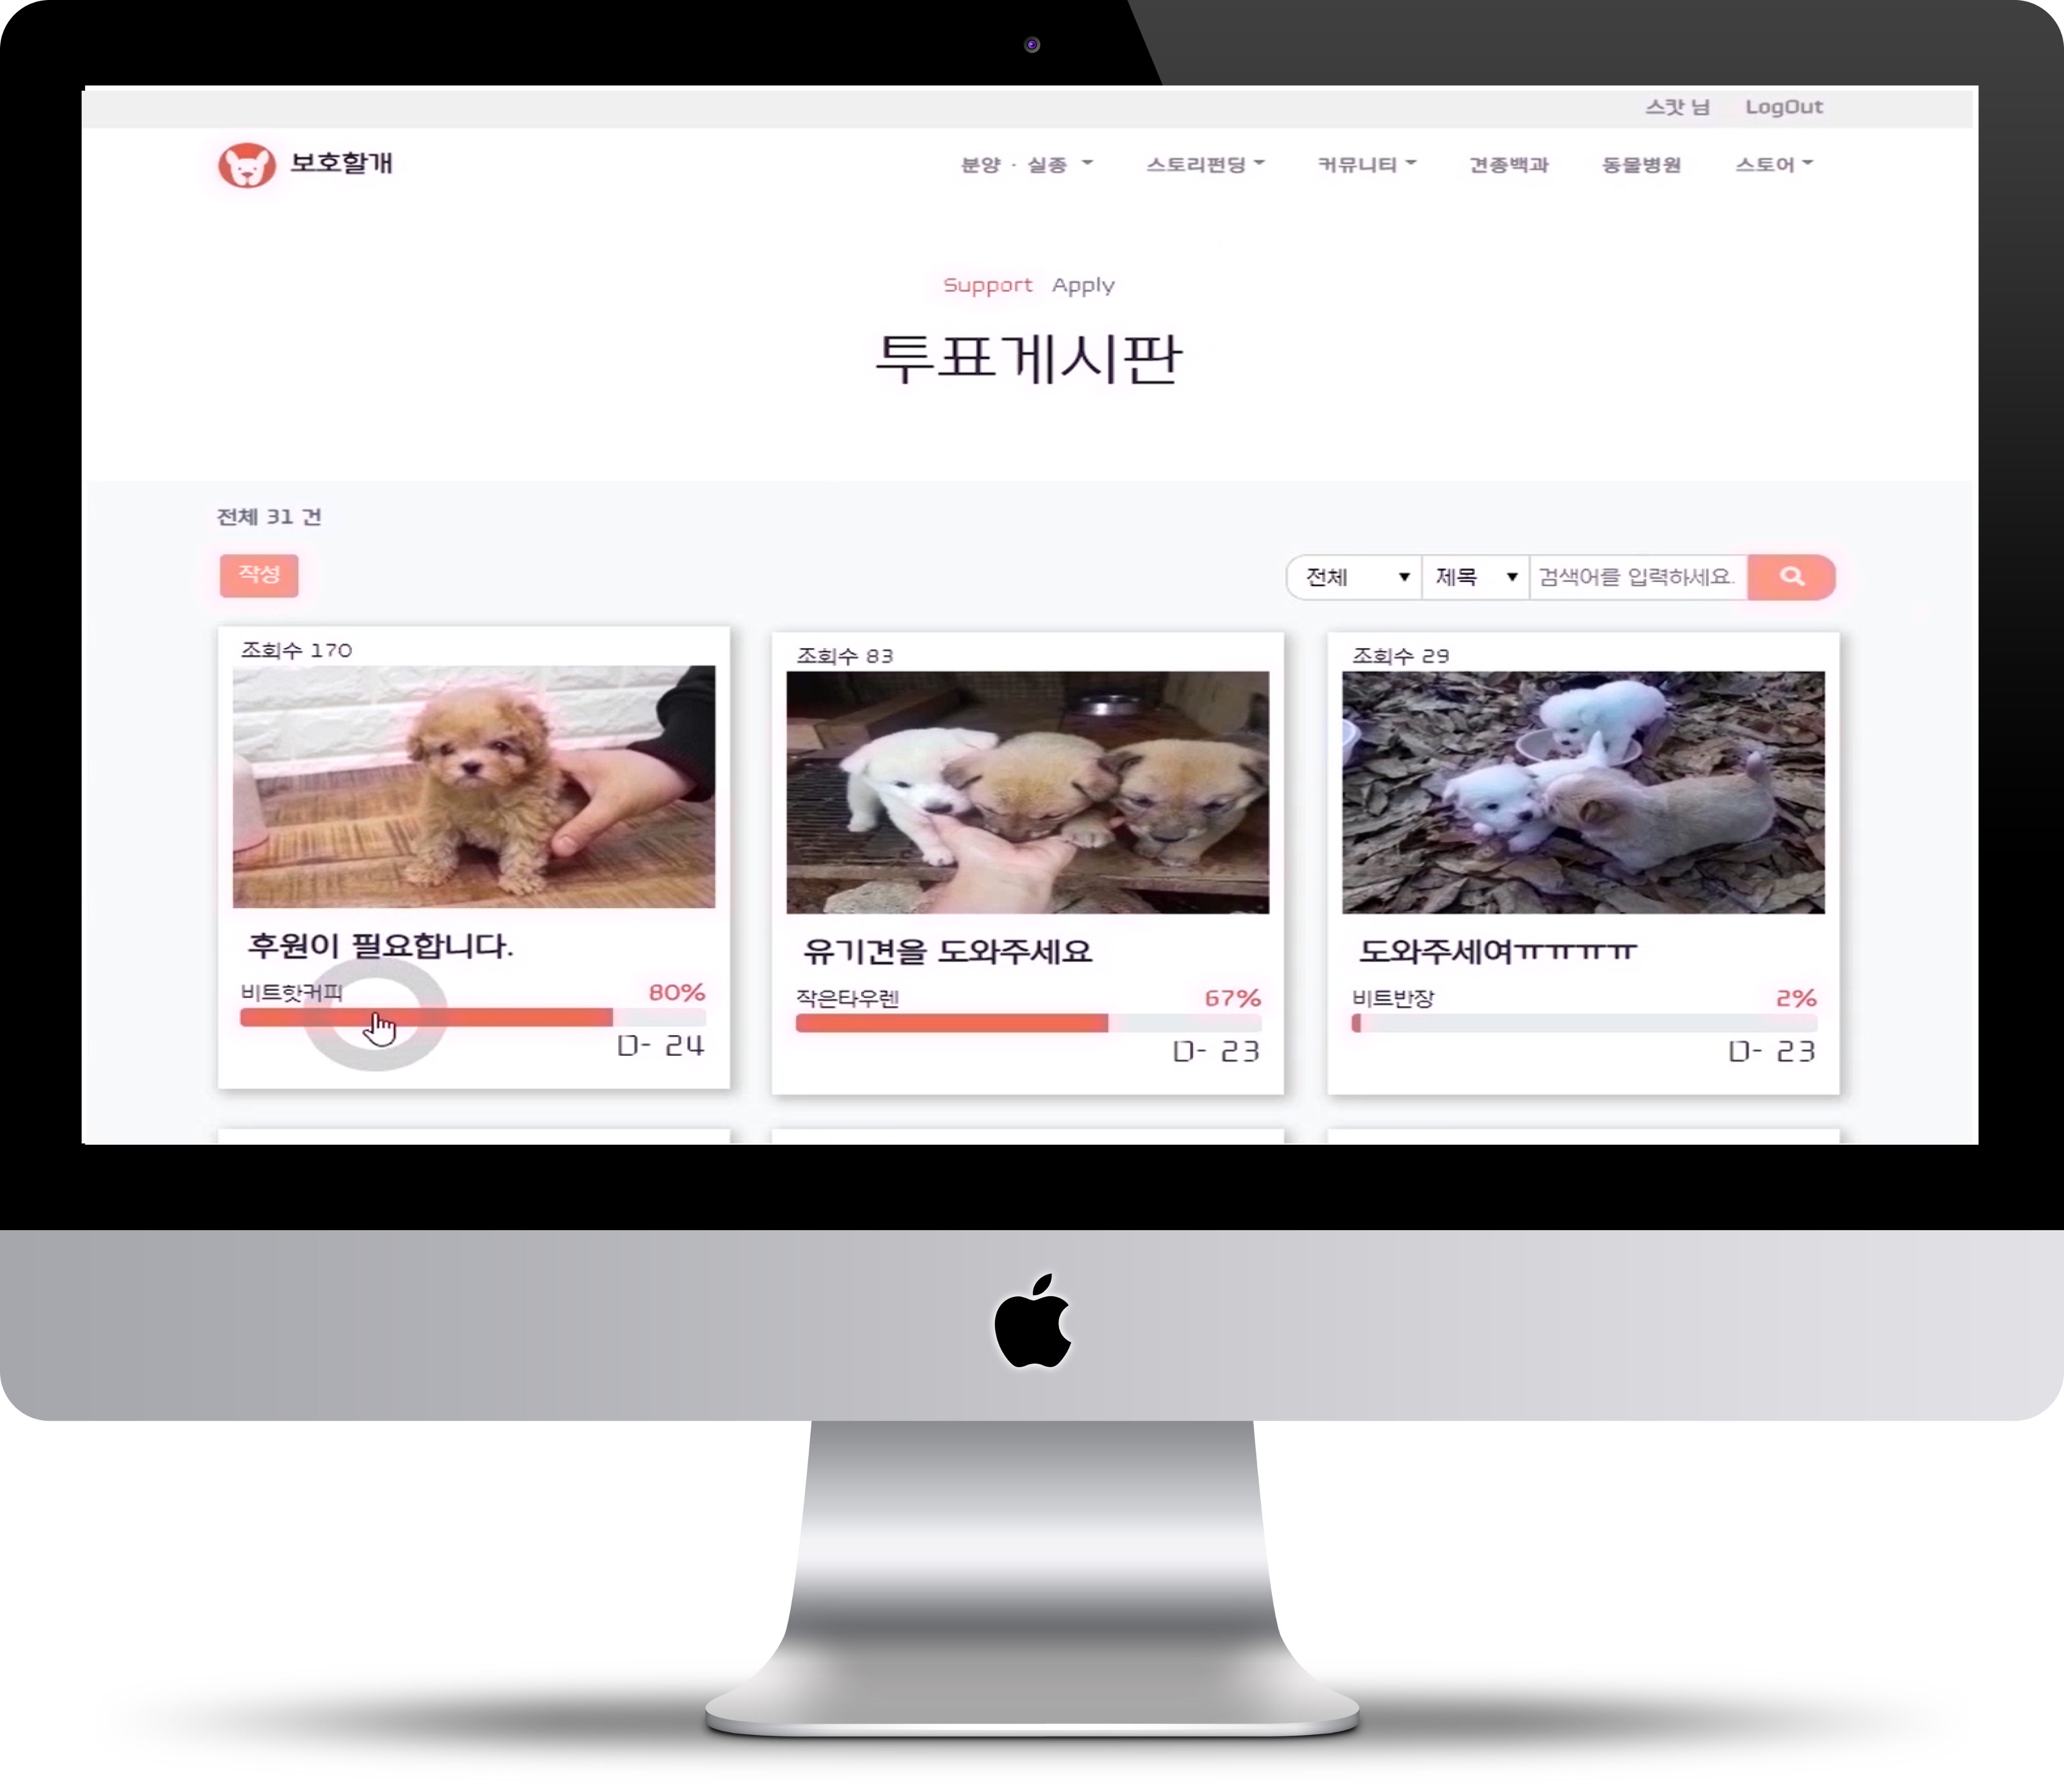 스캇 님 LogOut
보호할개 분양 · 실종 스토리펀딩 커뮤니티 견종백과 동물병원 스토어
Support Apply
투표게시판
전체 31 건
작성 전체 제목 검색어를 입력하세요.
조회수 170
조회수 83
조회수 29
후원이 필요합니다.
유기견을 도와주세요
도와주세여ㅠㅠㅠㅠ
비트핫커피 80%
작은타우렌 67%
비트반장 2%
D- 24
D- 23
D- 23